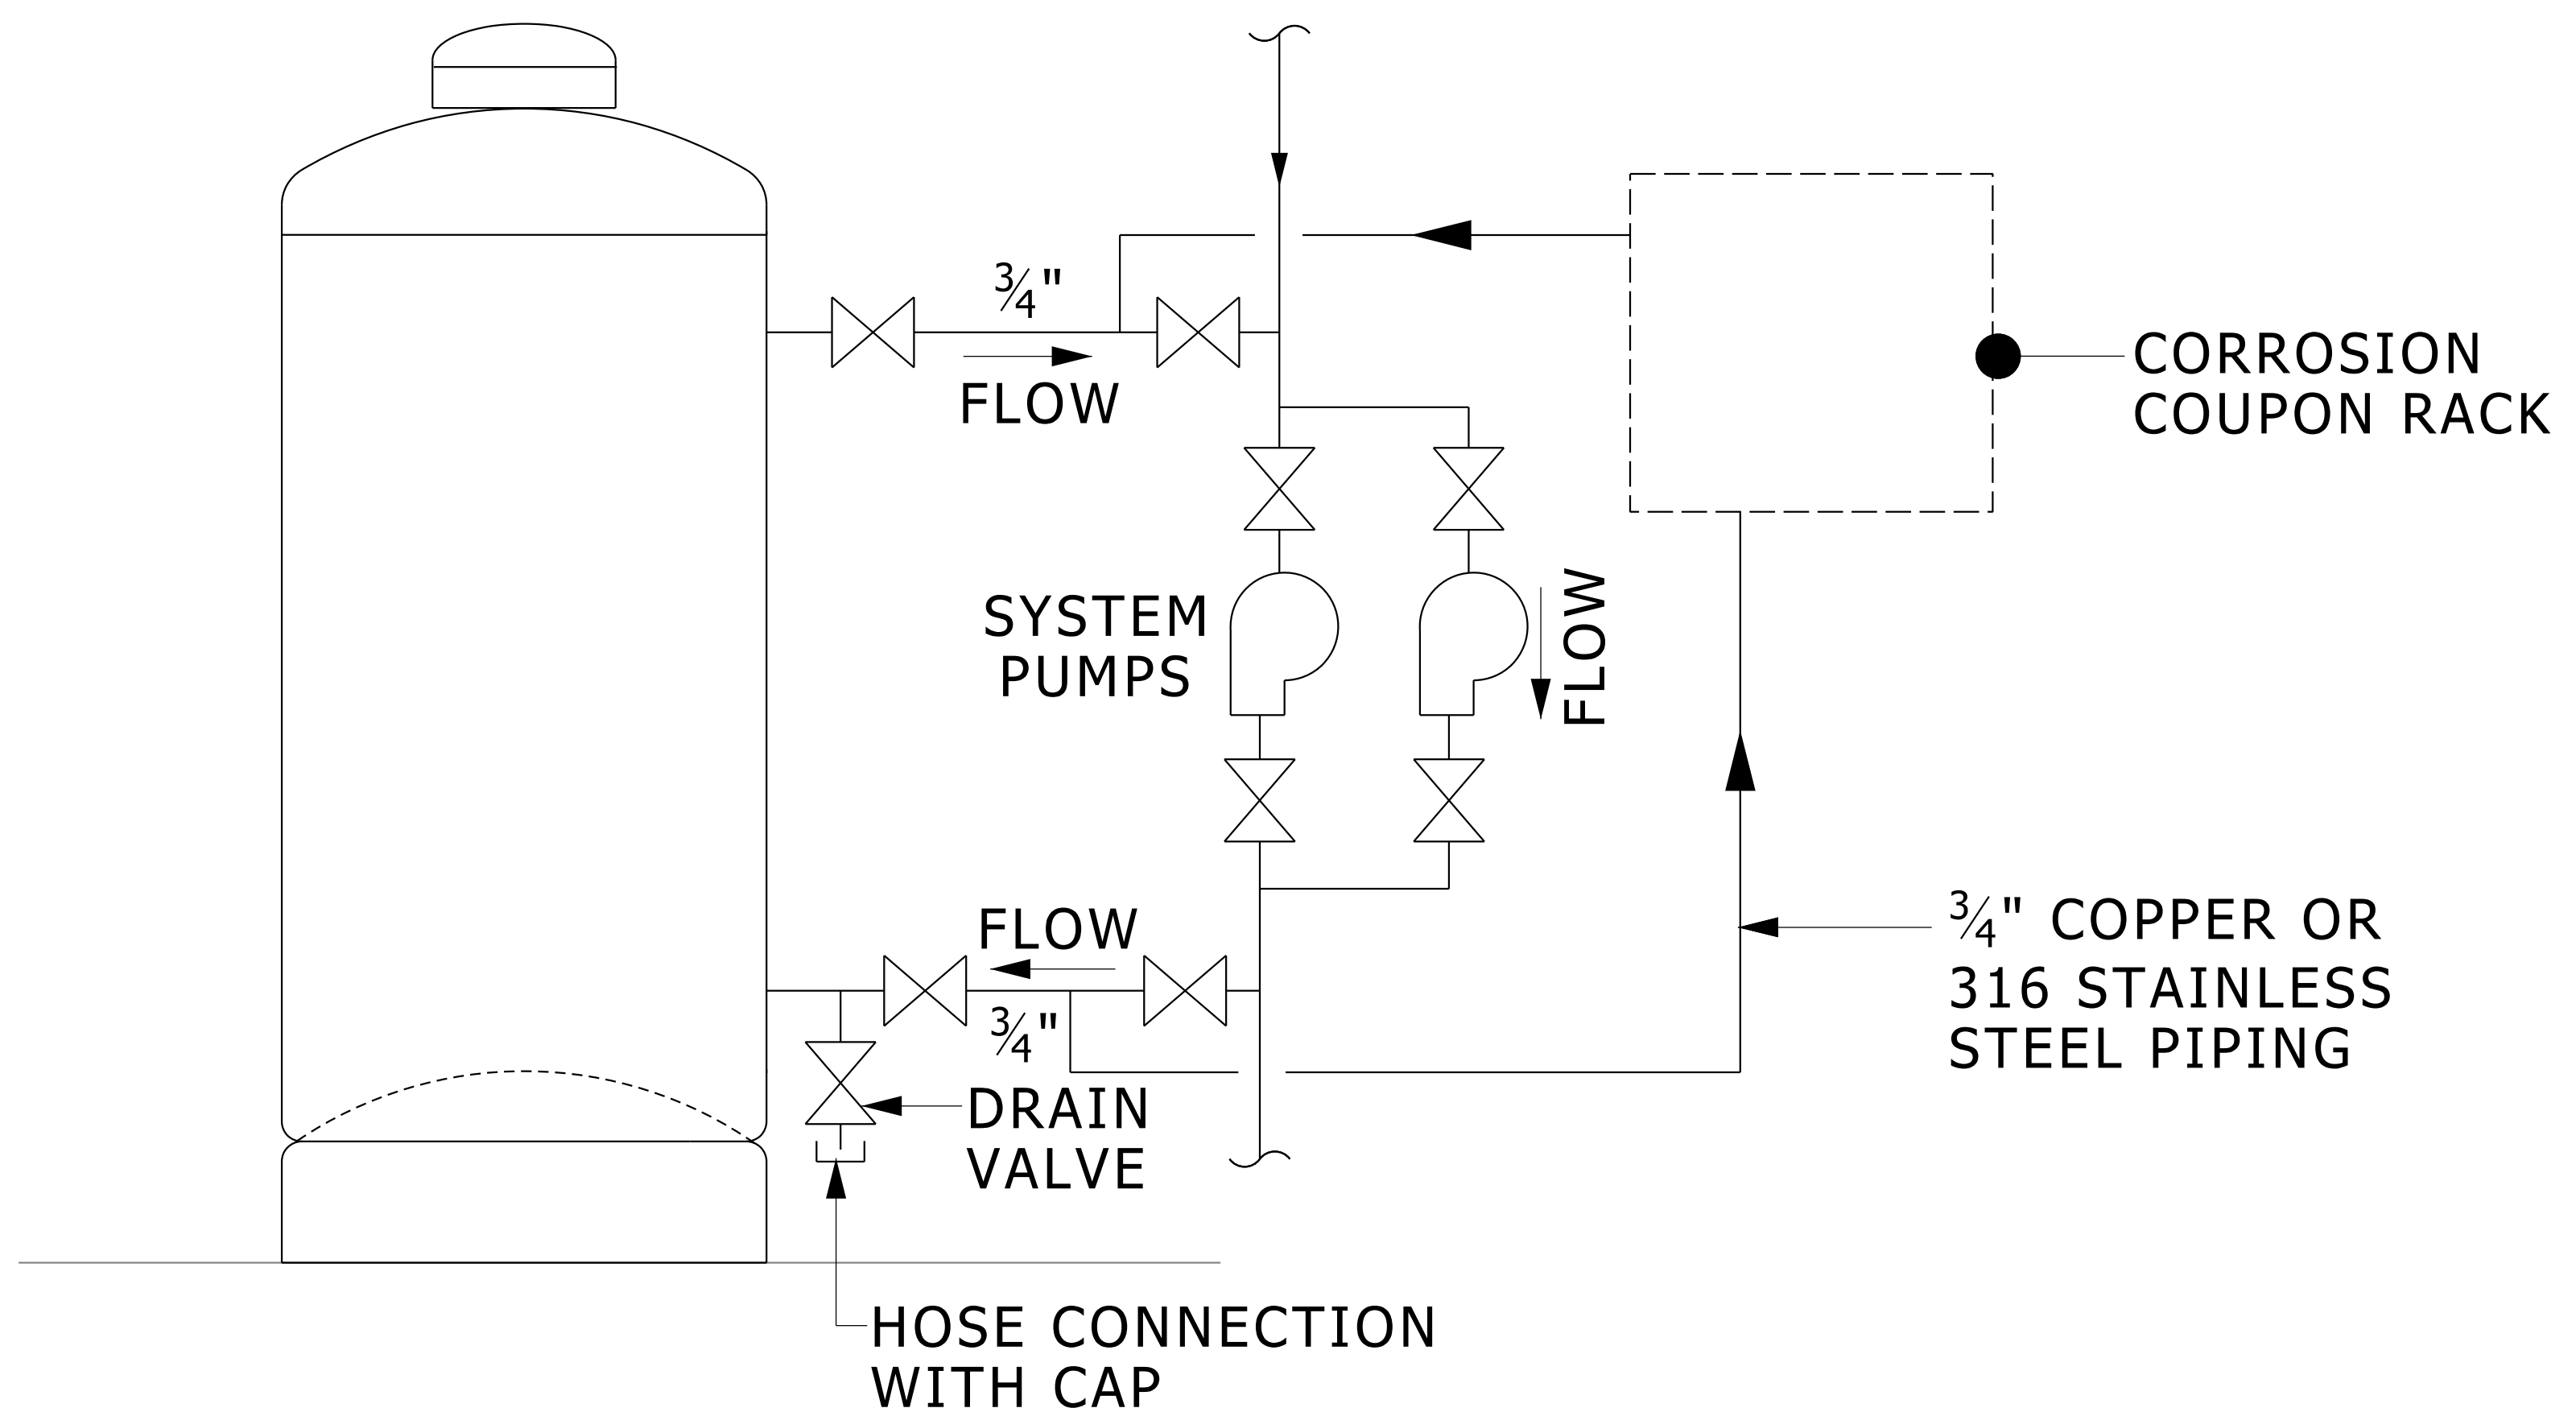 3/4"
FLOW
CORROSION
COUPON RACK
SYSTEM
PUMPS
FLOW
FLOW
3/4"
3/4" COPPER OR
316 STAINLESS
STEEL PIPING
DRAIN
VALVE
HOSE CONNECTION
WITH CAP